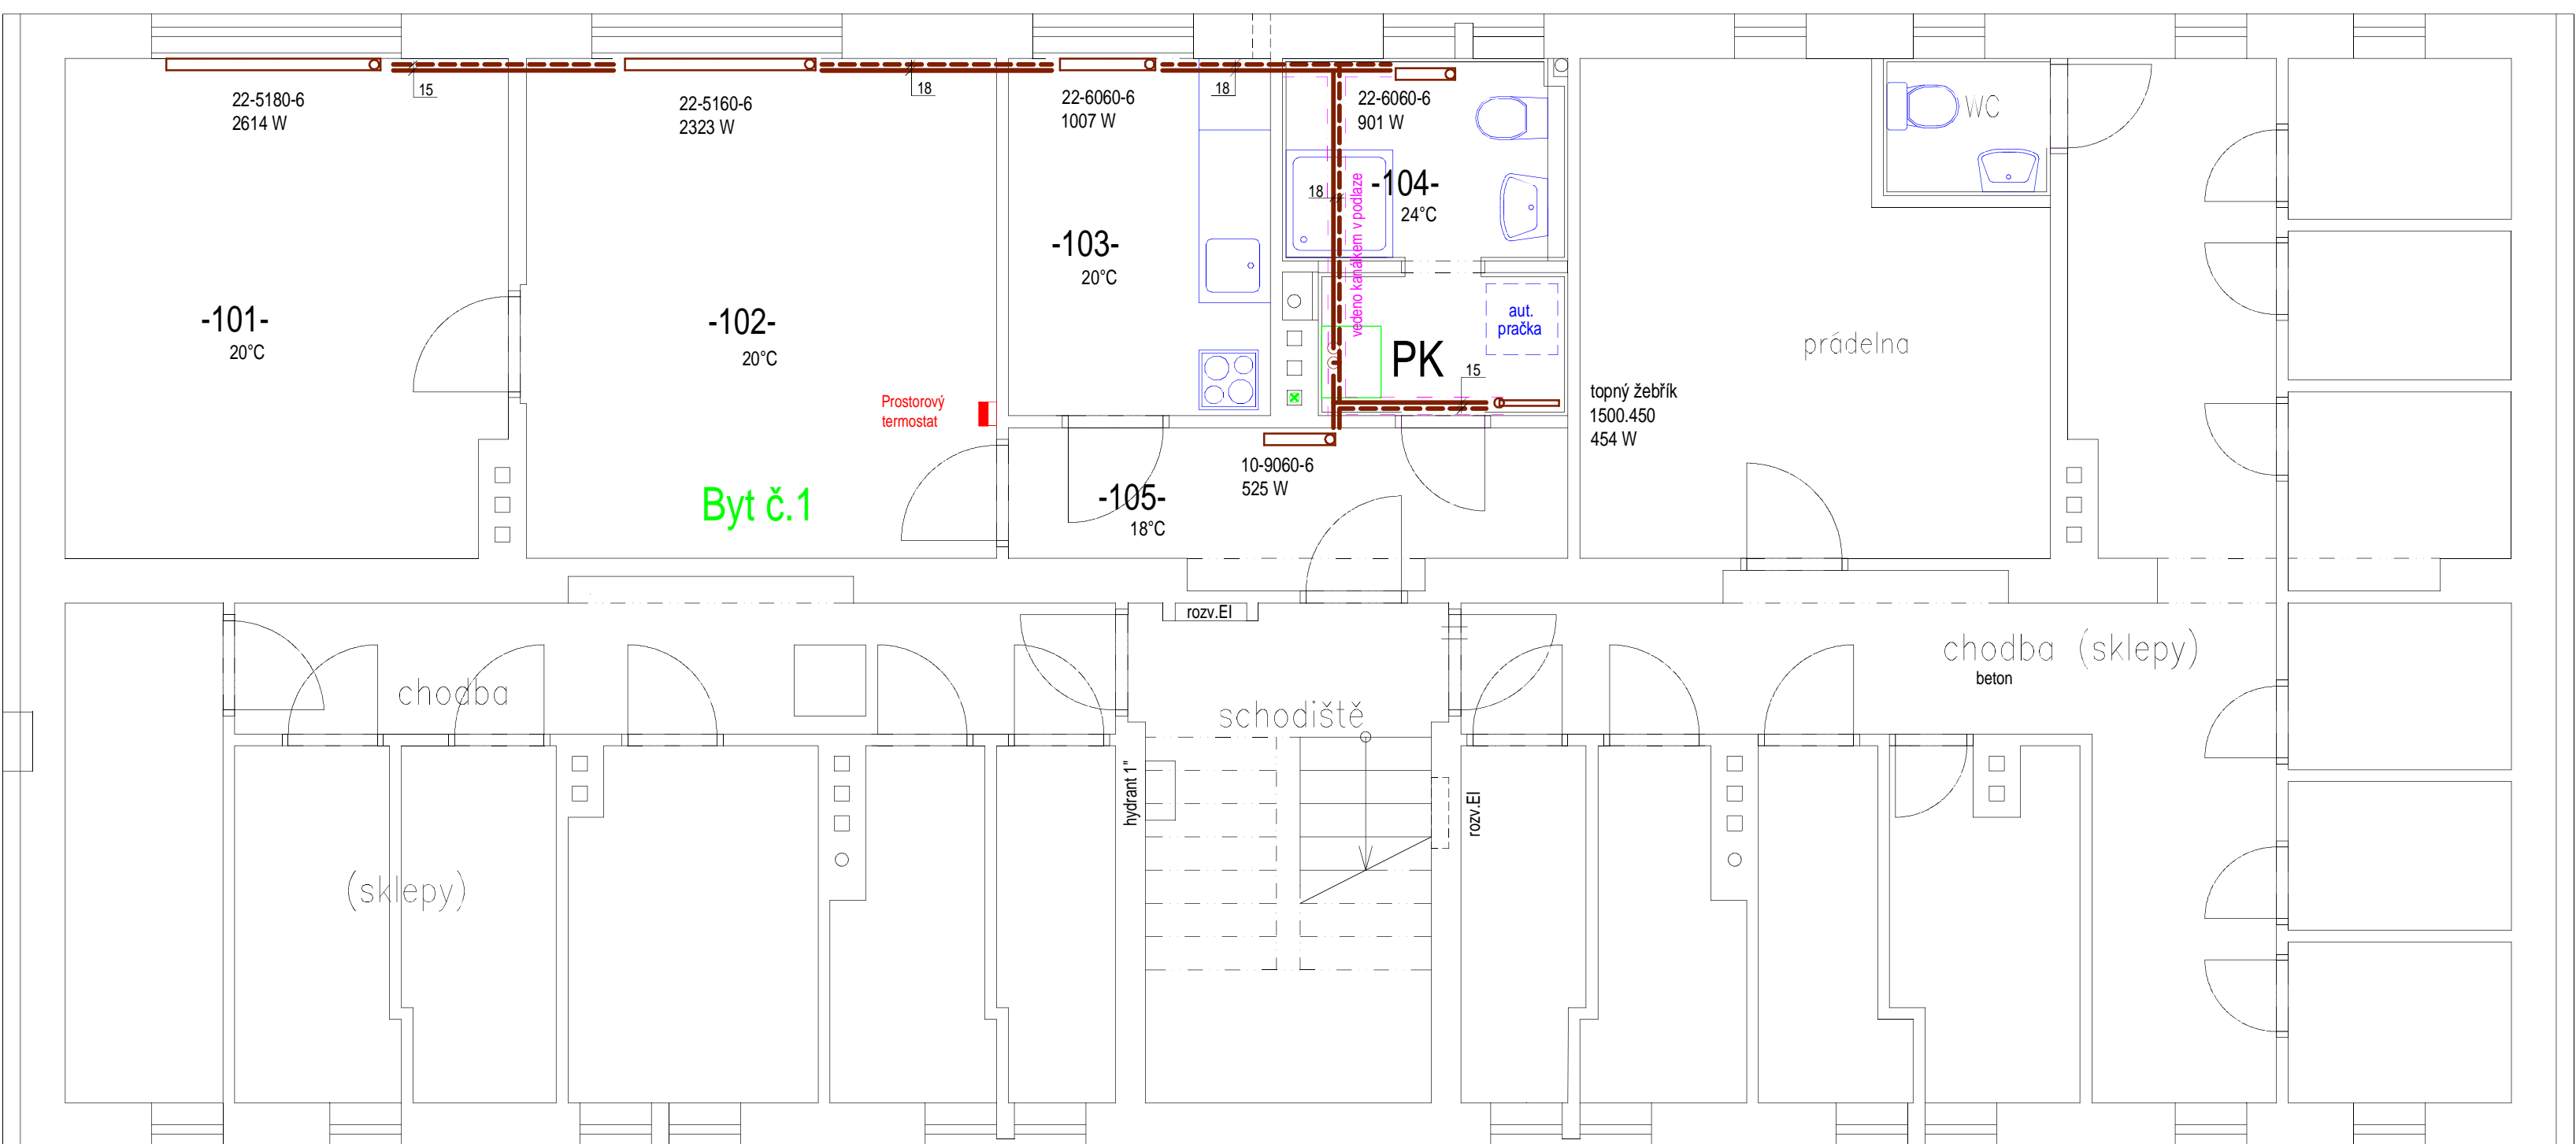 15
22-5180-6
2614 W
18
22-5160-6
2323 W
22-6060-6
1007 W
18
22-6060-6
901 W
WC
18
-104-
24°C
vedeno kanálkem v podlaze
-103-
20°C
-101-
20°C
-102-
20°C
aut.
pračka
PK
prádelna
15
Prostorový
termostat
topný žebřík
1500.450
454 W
10-9060-6
525 W
Byt č.1
-105-
18°C
rozv.El
chodba
chodba (sklepy)
beton
schodiště
hydrant 1"
rozv.El
(sklepy)